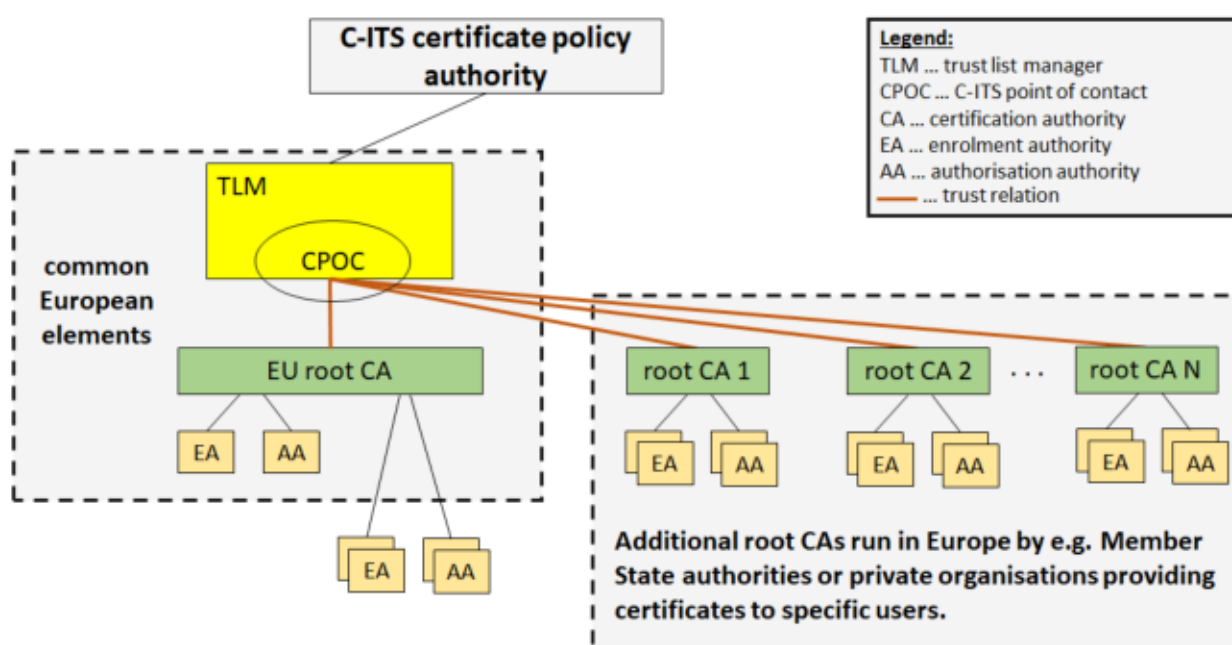 C-ITS certificate policy
authority
Legend:
TLM ... trust list manager
CPOC ... C-ITS point of contact
CA ... certification authority
EA ... enrolment authority
AA ... authorisation authority
... trust relation
TLM
CPOC
common
European
elements
EU root CA
root CA 1
root CA 2
...
root CA N
EA
AA
EA
AA
EA
AA
EA
AA
EA
AA
Additional root CAs run in Europe by e.g. Member
State authorities or private organisations providing
certificates to specific users.